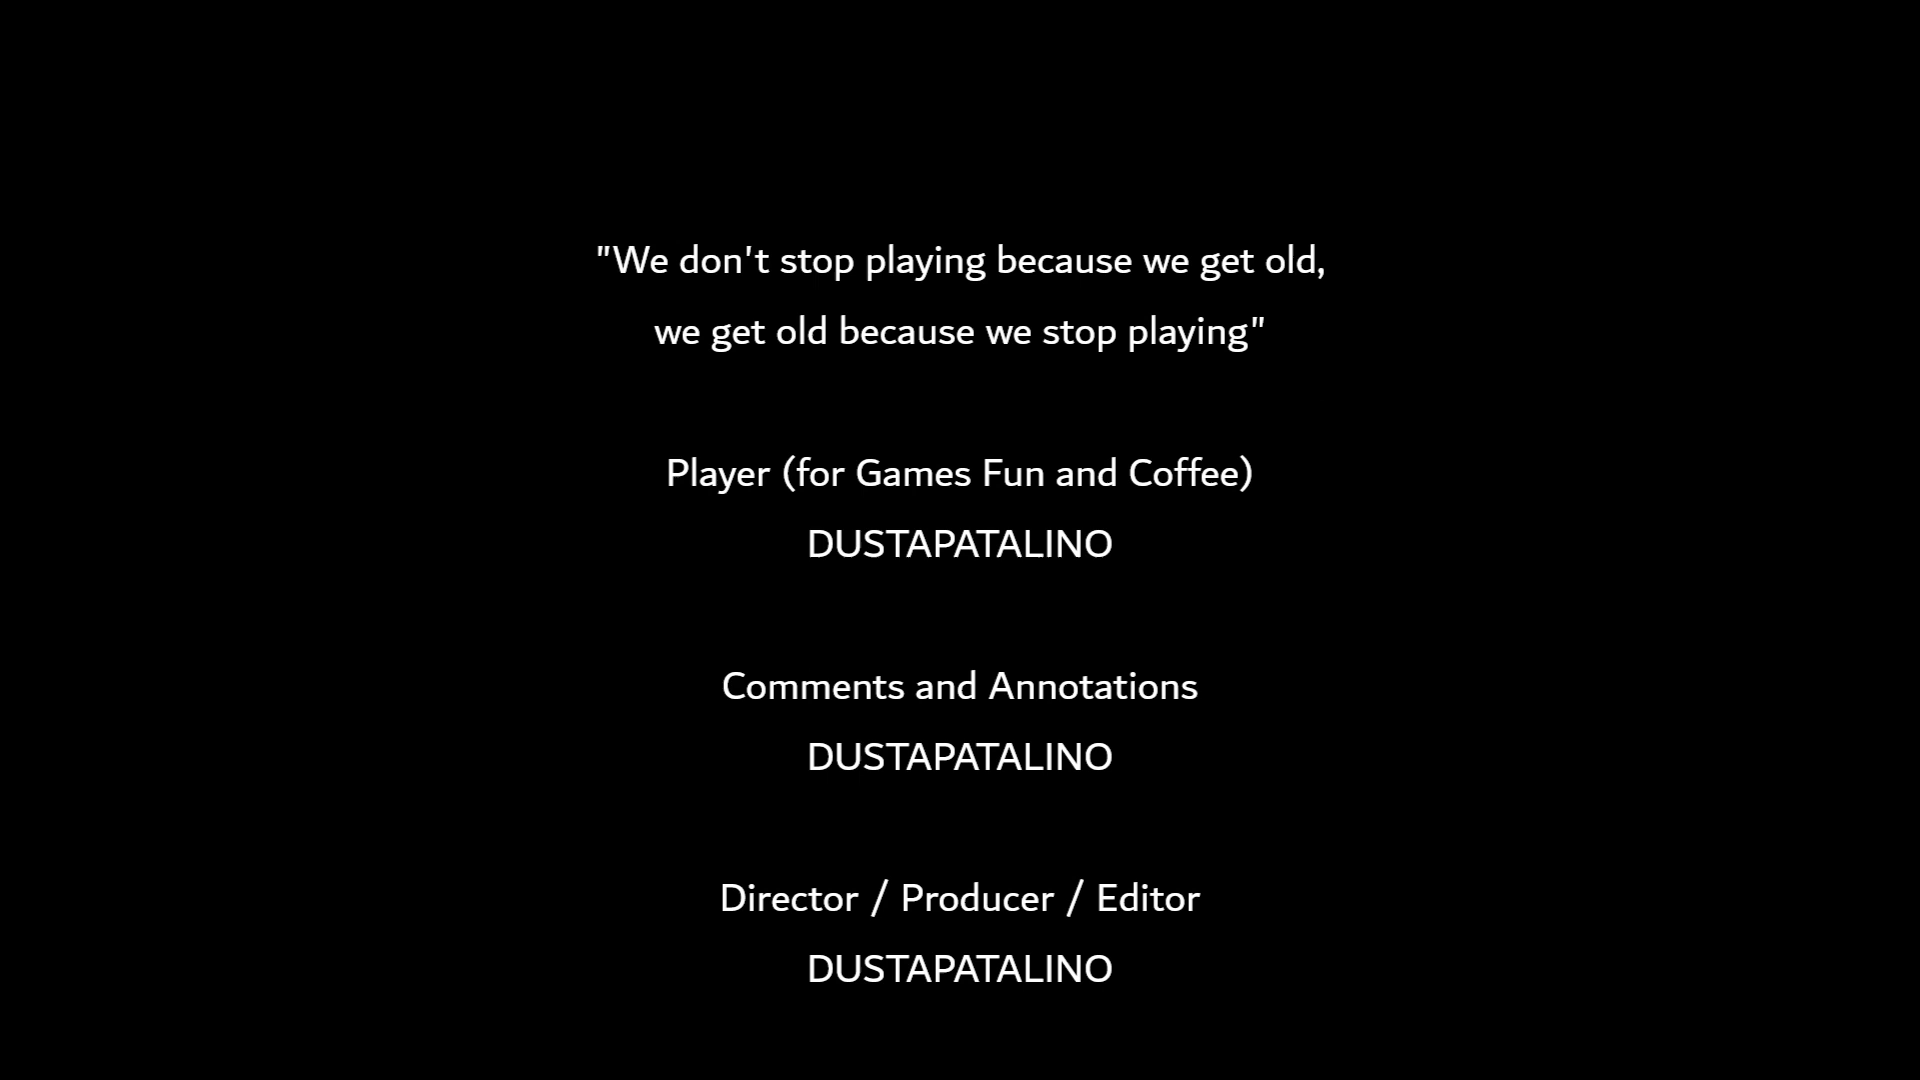 "We don't stop playing because we get old,
we get old because we stop playing"
Player (for Games Fun and Coffee)
DUSTAPATALINO
Comments and Annotations
DUSTAPATALINO
Director / Producer / Editor
DUSTAPATALINO